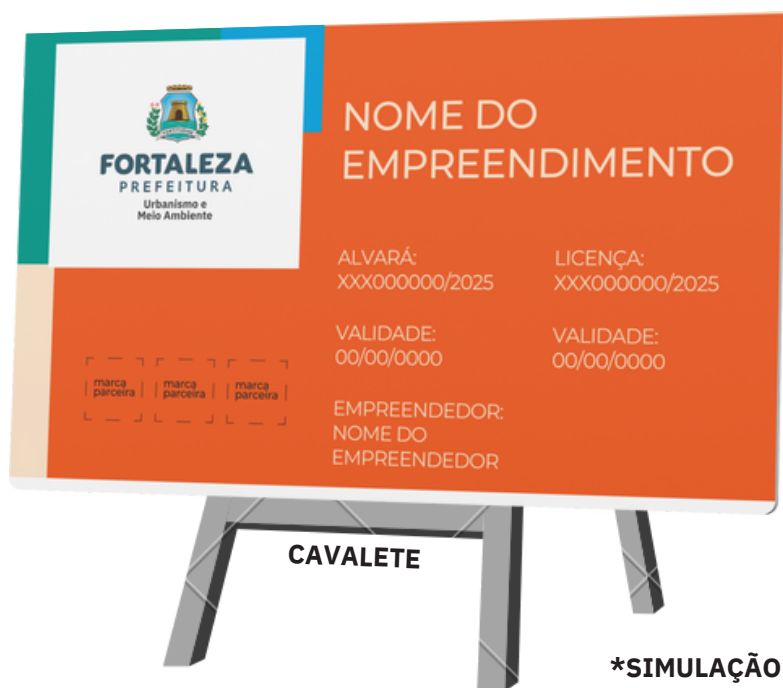 FORTALEZA
PREFEITURA
Urbanismo e
Meio Ambiente
NOME DO
EMPREENDIMENTO
ALVARÁ:
XXX000000/2025
LICENÇA:
XXX000000/2025
VALIDADE:
00/00/0000
VALIDADE:
00/00/0000
EMPREENDEDOR:
NOME DO
EMPREENDEDOR
marca
parceira
marca
parceira
marca
parceira
CAVALETE
*SIMULAÇÃO